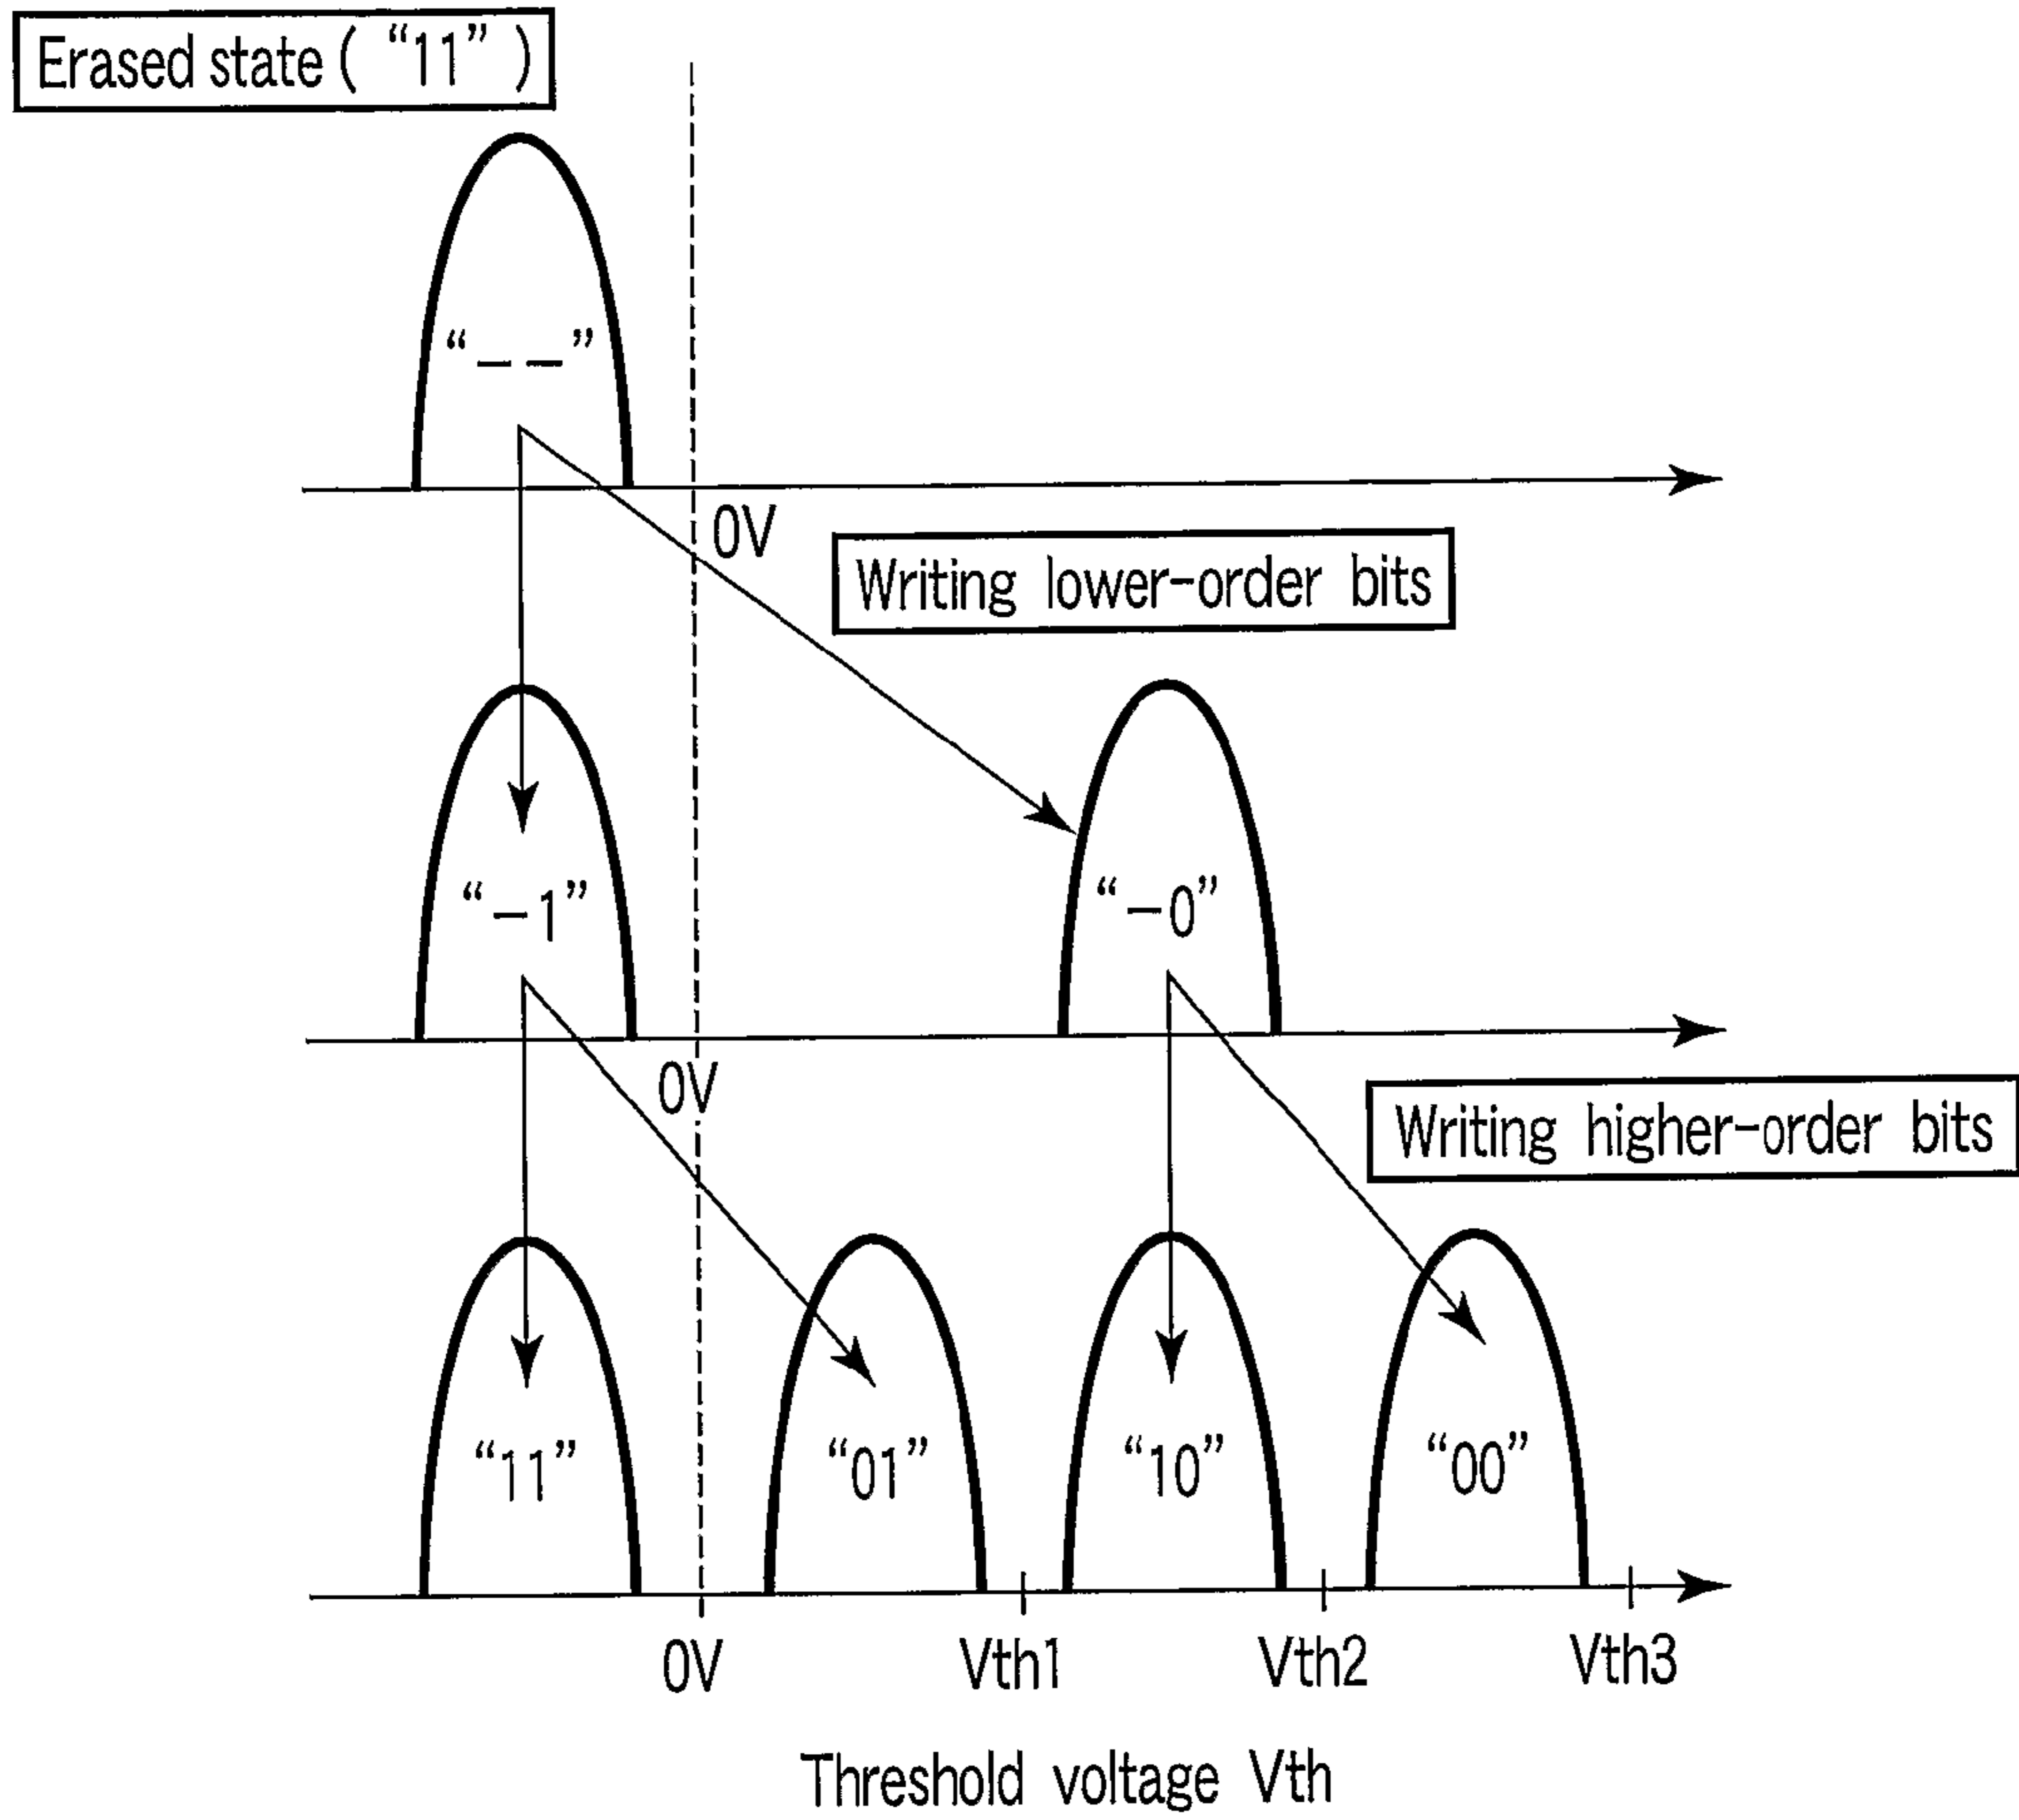 Erased state ( “11” )
“– –”
0V
Writing lower-order bits
“–1”
“–0”
0V
Writing higher-order bits
“11”
“01”
“10”
“00”
0V
Vth1
Vth2
Vth3
Threshold voltage Vth